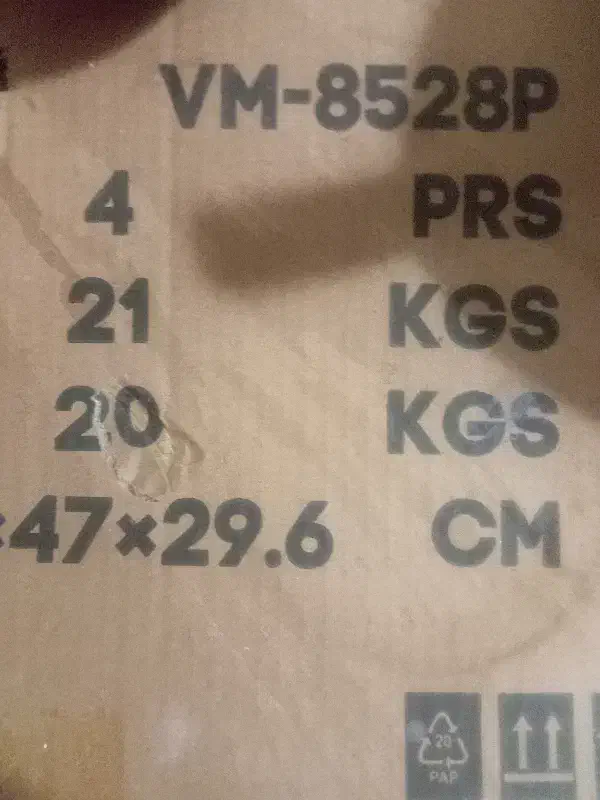 VM-8528P
4 PRS
21 KGS
20 KGS
×47×29.6 CM
20
PAP